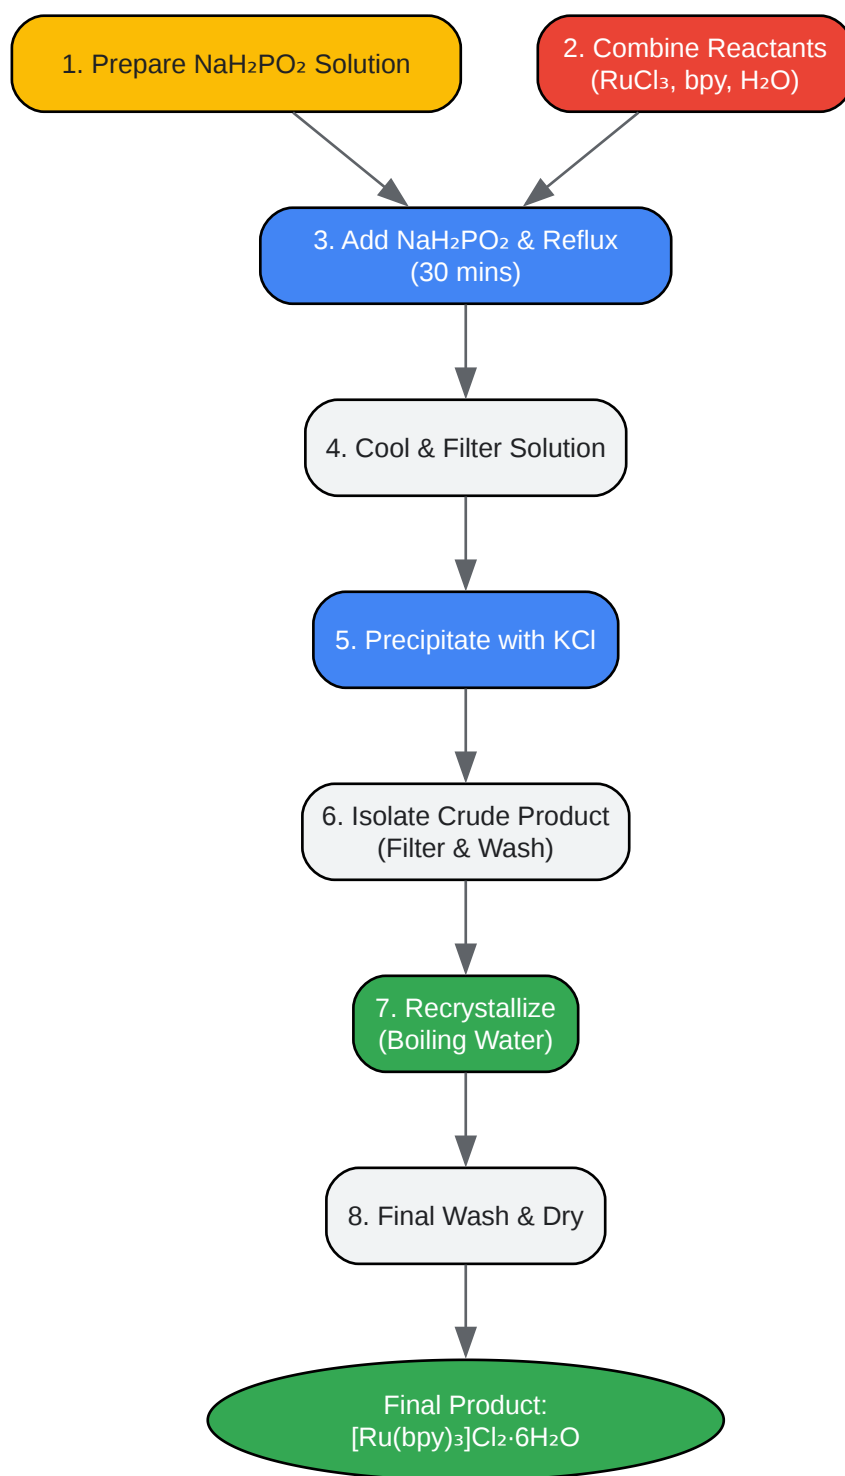 1. Prepare NaH₂PO₂ Solution
2. Combine Reactants
(RuCl₃, bpy, H₂O)
3. Add NaH₂PO₂ & Reflux
(30 mins)
4. Cool & Filter Solution
5. Precipitate with KCl
6. Isolate Crude Product
(Filter & Wash)
7. Recrystallize
(Boiling Water)
8. Final Wash & Dry
Final Product:
[Ru(bpy)₃]Cl₂·6H₂O